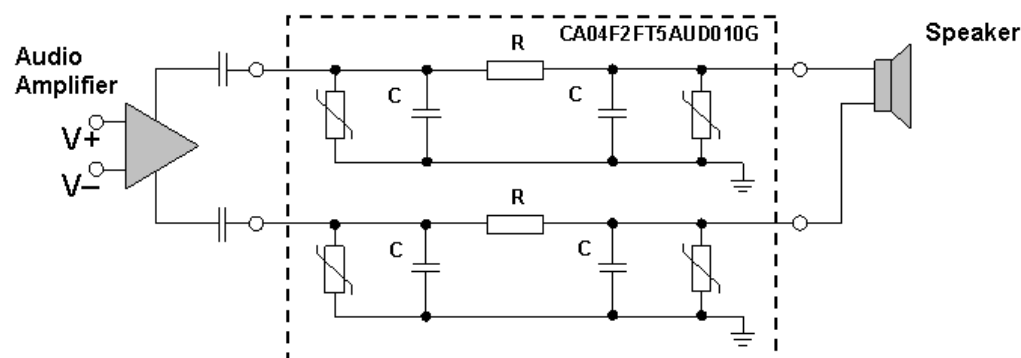 CA04F2FT5AUD010G
Speaker
Audio
Amplifier
R
C
C
V+
V–
R
C
C